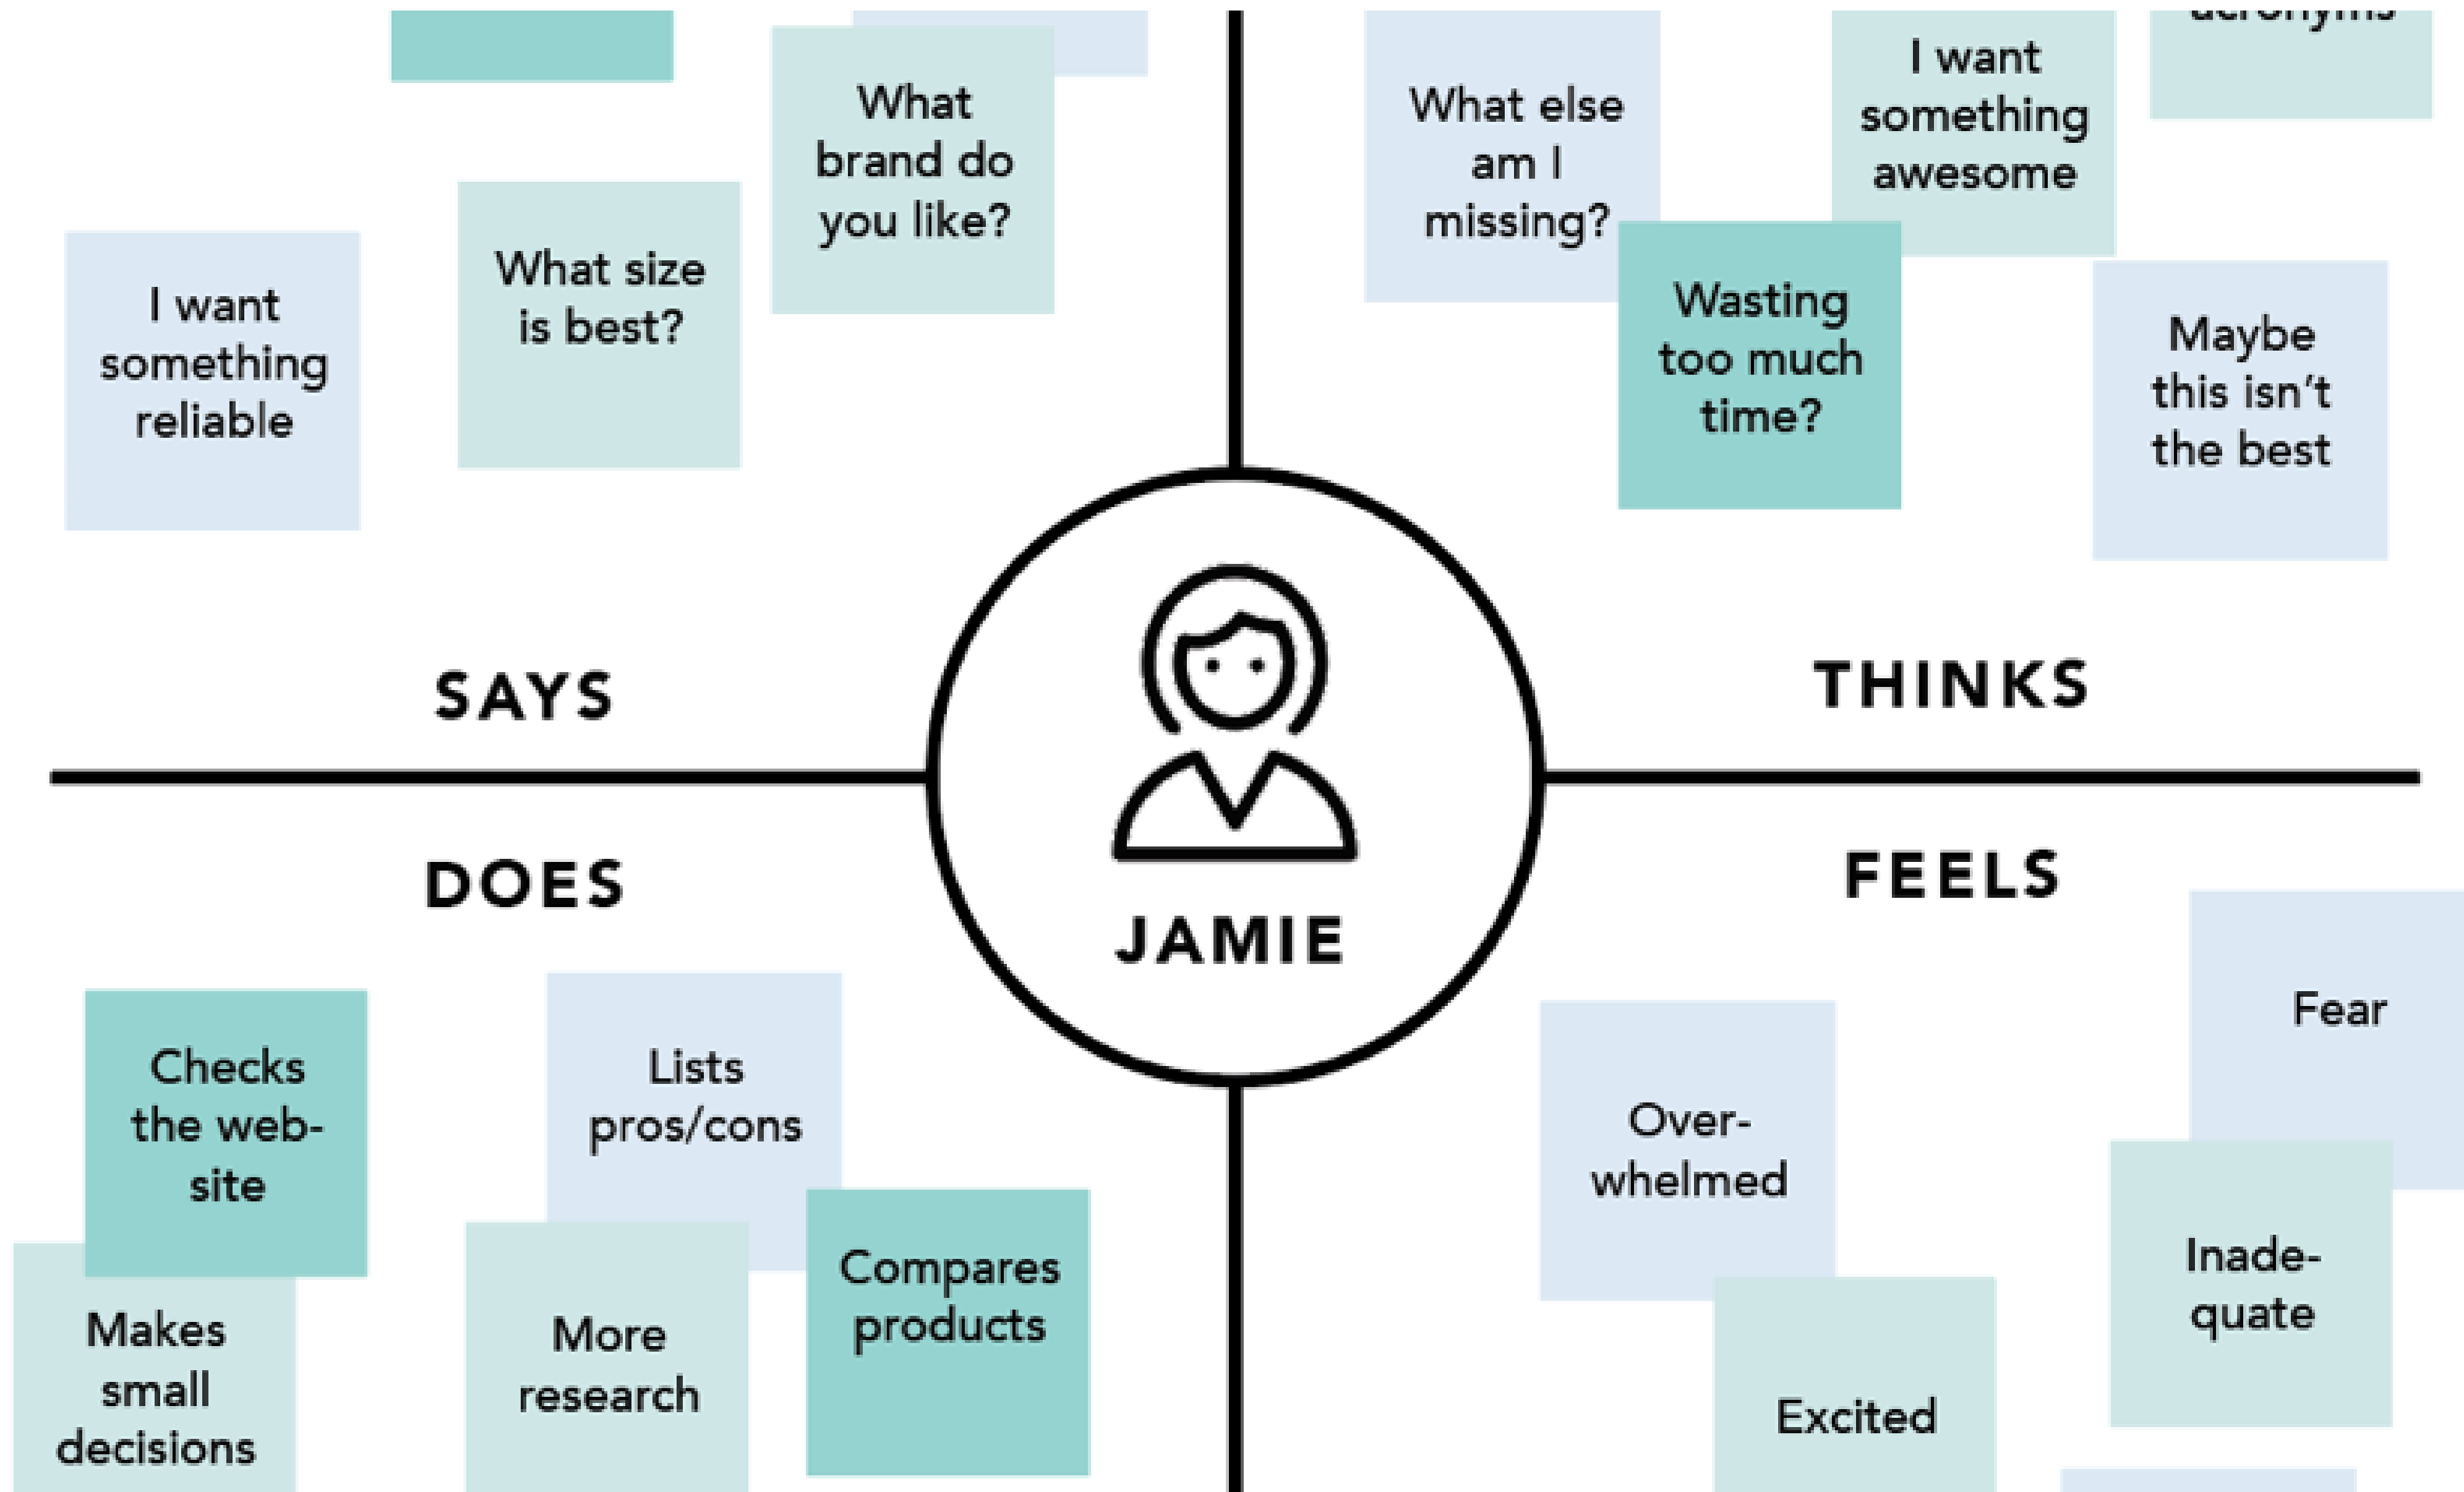 acronyms
What
brand do
you like?
What size
is best?
I want
something
reliable
What else
am I
missing?
I want
something
awesome
Wasting
too much
time?
Maybe
this isn’t
the best
SAYS
THINKS
JAMIE
DOES
FEELS
Checks
the web-
site
Lists
pros/cons
Makes
small
decisions
More
research
Compares
products
Fear
Over-
whelmed
Inade-
quate
Excited